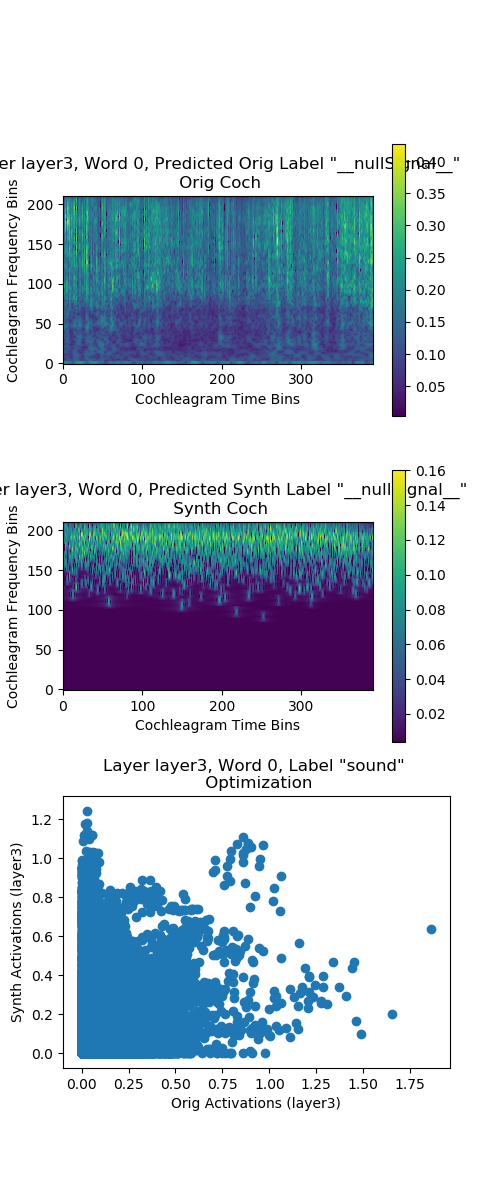 er layer3, Word 0, Predicted Orig Label "__nullSignal__"
Orig Coch
Cochleagram Frequency Bins
200
150
100
50
0
0 100 200 300
Cochleagram Time Bins
0.40
0.35
0.30
0.25
0.20
0.15
0.10
0.05
er layer3, Word 0, Predicted Synth Label "__nullSignal__"
Synth Coch
Cochleagram Frequency Bins
200
150
100
50
0
0 100 200 300
Cochleagram Time Bins
0.16
0.14
0.12
0.10
0.08
0.06
0.04
0.02
Layer layer3, Word 0, Label "sound"
Optimization
Synth Activations (layer3)
1.2
1.0
0.8
0.6
0.4
0.2
0.0
0.00 0.25 0.50 0.75 1.00 1.25 1.50 1.75
Orig Activations (layer3)